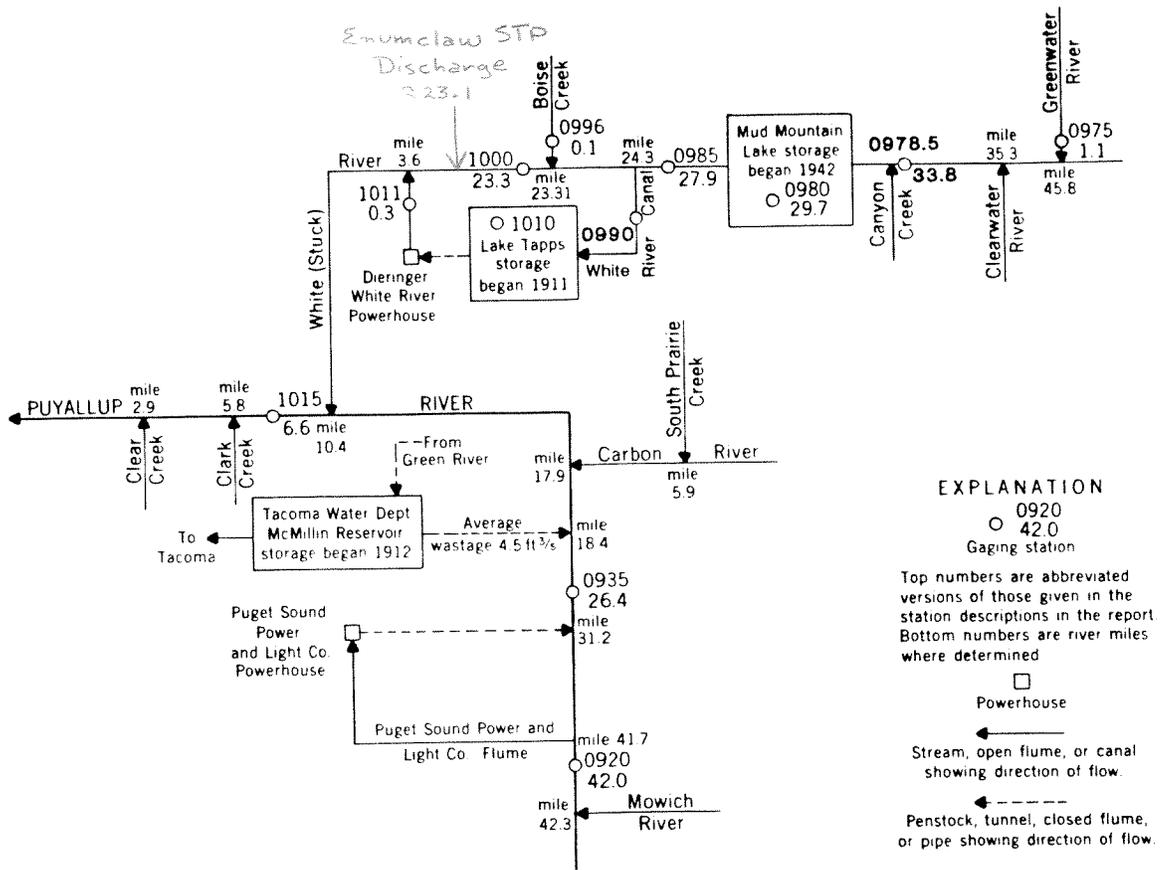 Enumclaw STP
Discharge
23.1
Boise
Creek
0996
0.1
Greenwater
River
0975
1.1
mile
45.8
mile
35.3
0978.5
33.8
Canyon
Creek
Clearwater
River
Mud Mountain
Lake storage
began 1942
0980
29.7
0985
27.9
mile
24.3
mile
23.31
1000
23.3
mile
3.6
River
1011
0.3
1010
Lake Tapps
storage
began 1911
0990
Canal
River
White
Dieringer
White River
Powerhouse
White (Stuck)
PUYALLUP
RIVER
mile
2.9
mile
5.8
1015
6.6
mile
10.4
Clear
Creek
Clark
Creek
From
Green River
South Prairie
Creek
Carbon River
mile
17.9
mile
5.9
To
Tacoma
Tacoma Water Dept
McMillin Reservoir
storage began 1912
Average
wastage 4.5 ft³/s
mile
18.4
0935
26.4
mile
31.2
Puget Sound
Power
and Light Co.
Powerhouse
Puget Sound Power and
Light Co. Flume
mile 41.7
0920
42.0
mile
42.3
Mowich
River
EXPLANATION
0920
42.0
Gaging station
Top numbers are abbreviated
versions of those given in the
station descriptions in the report.
Bottom numbers are river miles
where determined
Powerhouse
Stream, open flume, or canal
showing direction of flow.
Penstock, tunnel, closed flume,
or pipe showing direction of flow.